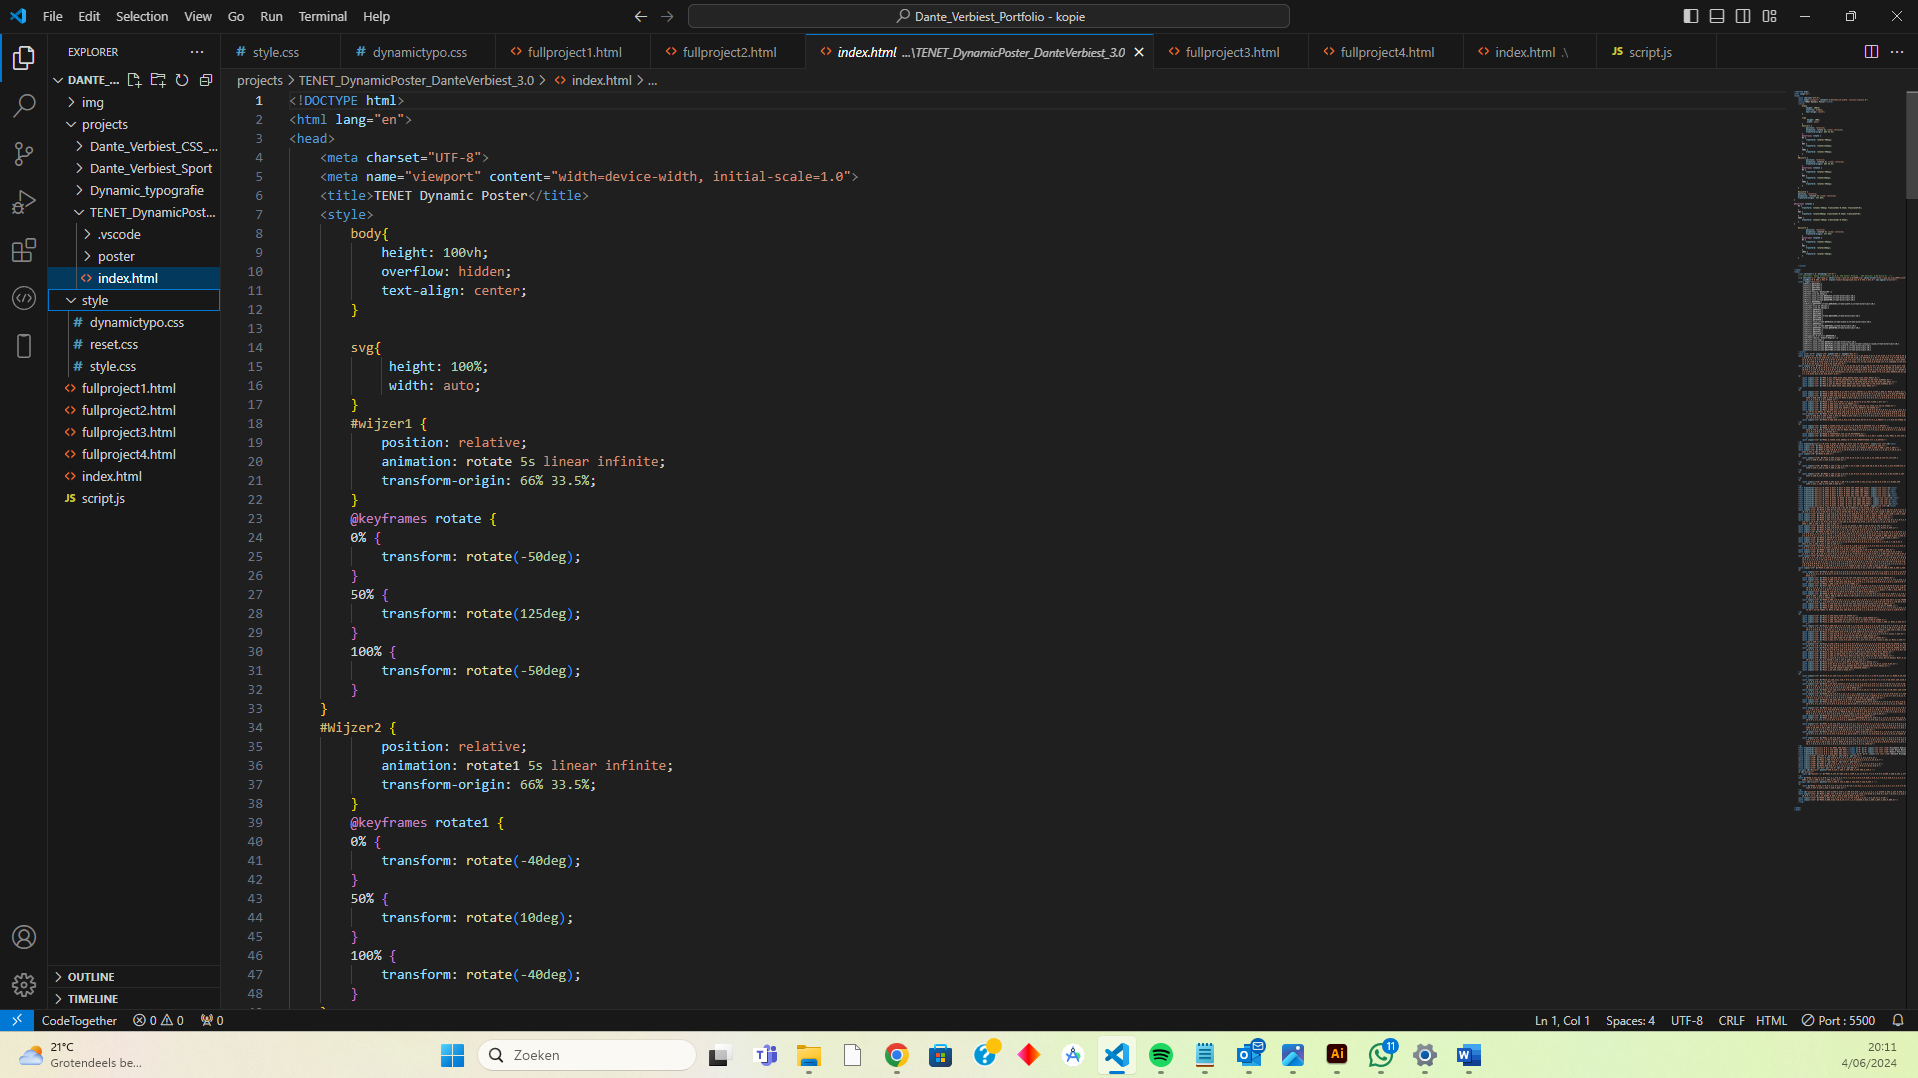 File Edit Selection View Go Run Terminal Help
Dante_Verbiest_Portfolio - kopie
EXPLORER
style.css
dynamictypo.css
fullproject1.html
fullproject2.html
index.html ...\TENET_DynamicPoster_DanteVerbiest_3.0
fullproject3.html
fullproject4.html
index.html .\
JS script.js
DANTE_...
img
projects
Dante_Verbiest_CSS_...
Dante_Verbiest_Sport
Dynamic_typografie
TENET_DynamicPost...
.vscode
poster
index.html
style
dynamictypo.css
reset.css
style.css
fullproject1.html
fullproject2.html
fullproject3.html
fullproject4.html
index.html
JS script.js
OUTLINE
TIMELINE
projects > TENET_DynamicPoster_DanteVerbiest_3.0 > index.html > ...
1 <!DOCTYPE html>
2 <html lang="en">
3 <head>
4 <meta charset="UTF-8">
5 <meta name="viewport" content="width=device-width, initial-scale=1.0">
6 <title>TENET Dynamic Poster</title>
7 <style>
8 body{
9 height: 100vh;
10 overflow: hidden;
11 text-align: center;
12 }
13
14 svg{
15 height: 100%;
16 width: auto;
17 }
18 #wijzer1 {
19 position: relative;
20 animation: rotate 5s linear infinite;
21 transform-origin: 66% 33.5%;
22 }
23 @keyframes rotate {
24 0% {
25 transform: rotate(-50deg);
26 }
27 50% {
28 transform: rotate(125deg);
29 }
30 100% {
31 transform: rotate(-50deg);
32 }
33 }
34 #Wijzer2 {
35 position: relative;
36 animation: rotate1 5s linear infinite;
37 transform-origin: 66% 33.5%;
38 }
39 @keyframes rotate1 {
40 0% {
41 transform: rotate(-40deg);
42 }
43 50% {
44 transform: rotate(10deg);
45 }
46 100% {
47 transform: rotate(-40deg);
48 }
CodeTogether 0 0 0
Ln 1, Col 1 Spaces: 4 UTF-8 CRLF HTML Port : 5500
21°C
Grotendeels be...
Zoeken
Ai
11
20:11
4/06/2024